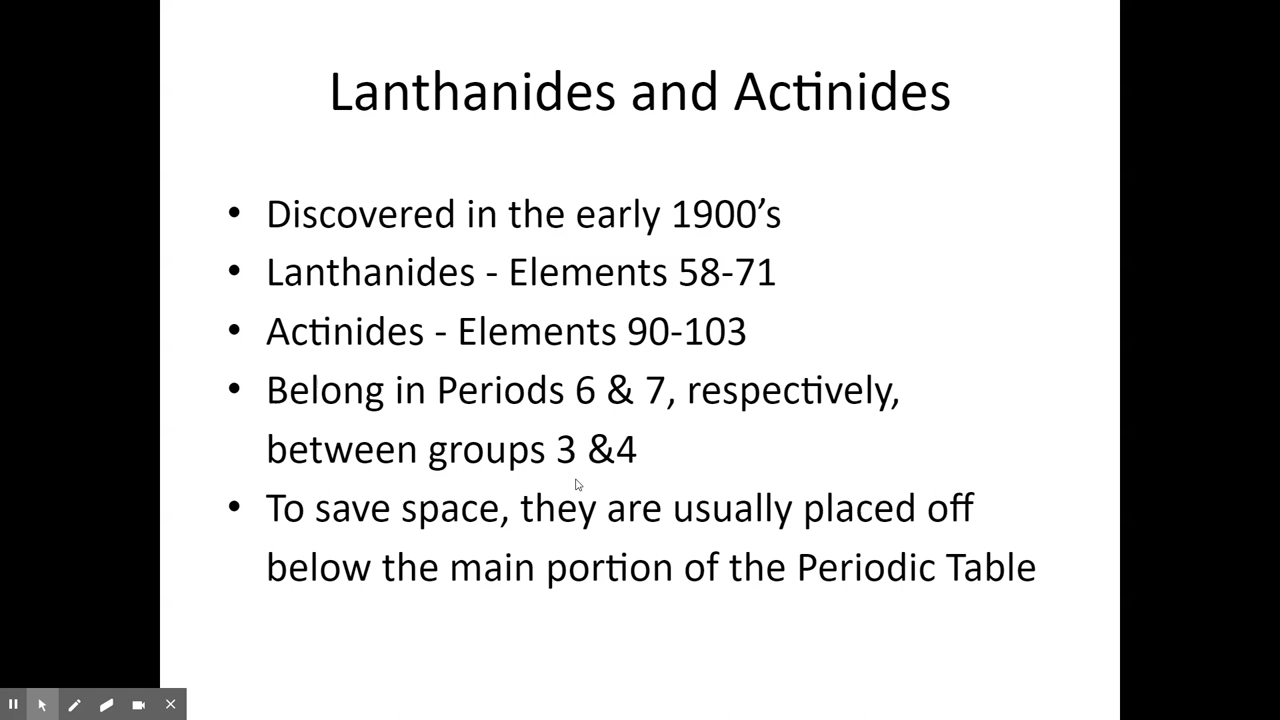 Lanthanides and Actinides
• Discovered in the early 1900’s
• Lanthanides - Elements 58-71
• Actinides - Elements 90-103
• Belong in Periods 6 & 7, respectively,
between groups 3 &4
• To save space, they are usually placed off
below the main portion of the Periodic Table